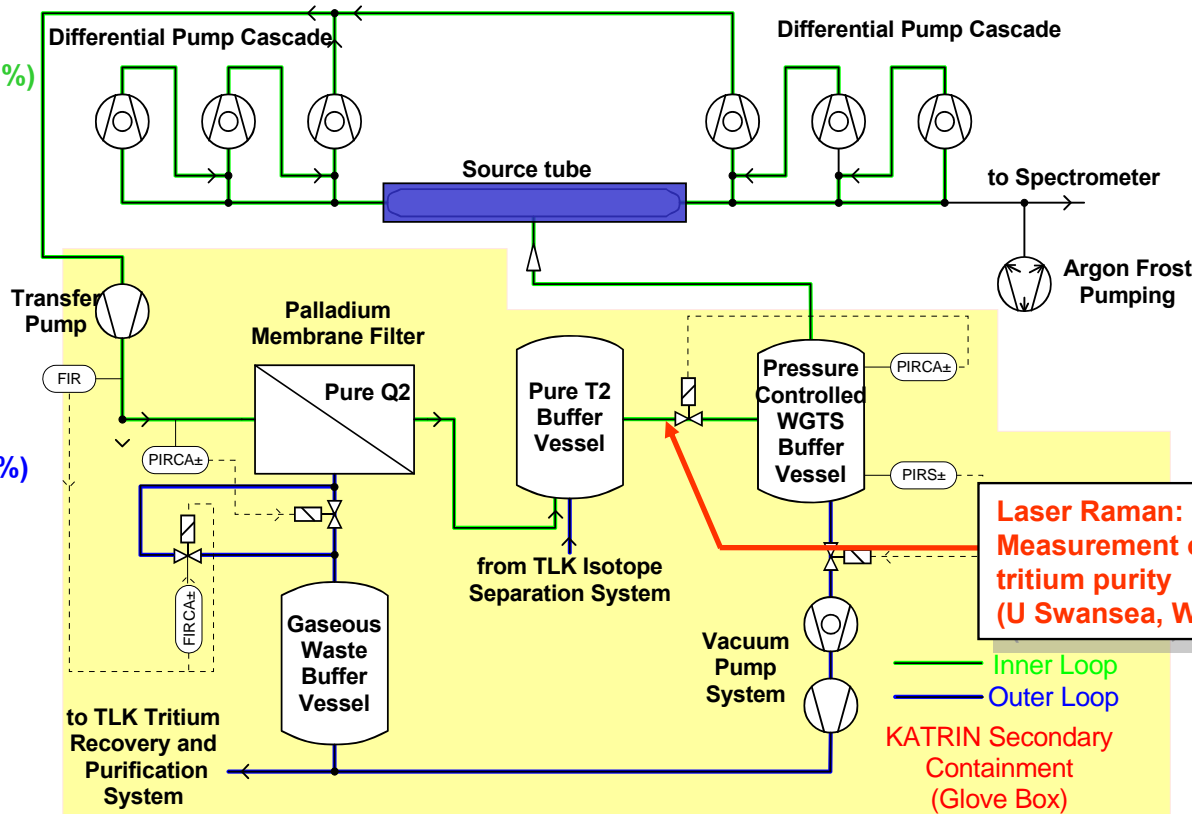 Differential Pump Cascade
Differential Pump Cascade
%)
Source tube
to Spectrometer
Argon Frost
Pumping
Transfer
Pump
Palladium
Membrane Filter
FIR
Pure Q2
Pure T2
Buffer
Vessel
Pressure
Controlled
WGTS
Buffer
Vessel
PIRCA±
PIRCA±
%)
PIRS±
Laser Raman:
Measurement
tritium purity
(U Swansea,
from TLK Isotope
Separation System
FIRCA±
Gaseous
Waste
Buffer
Vessel
Vacuum
Pump
System
Inner Loop
Outer Loop
to TLK Tritium
Recovery and
Purification
System
KATRIN Secondary
Containment
(Glove Box)